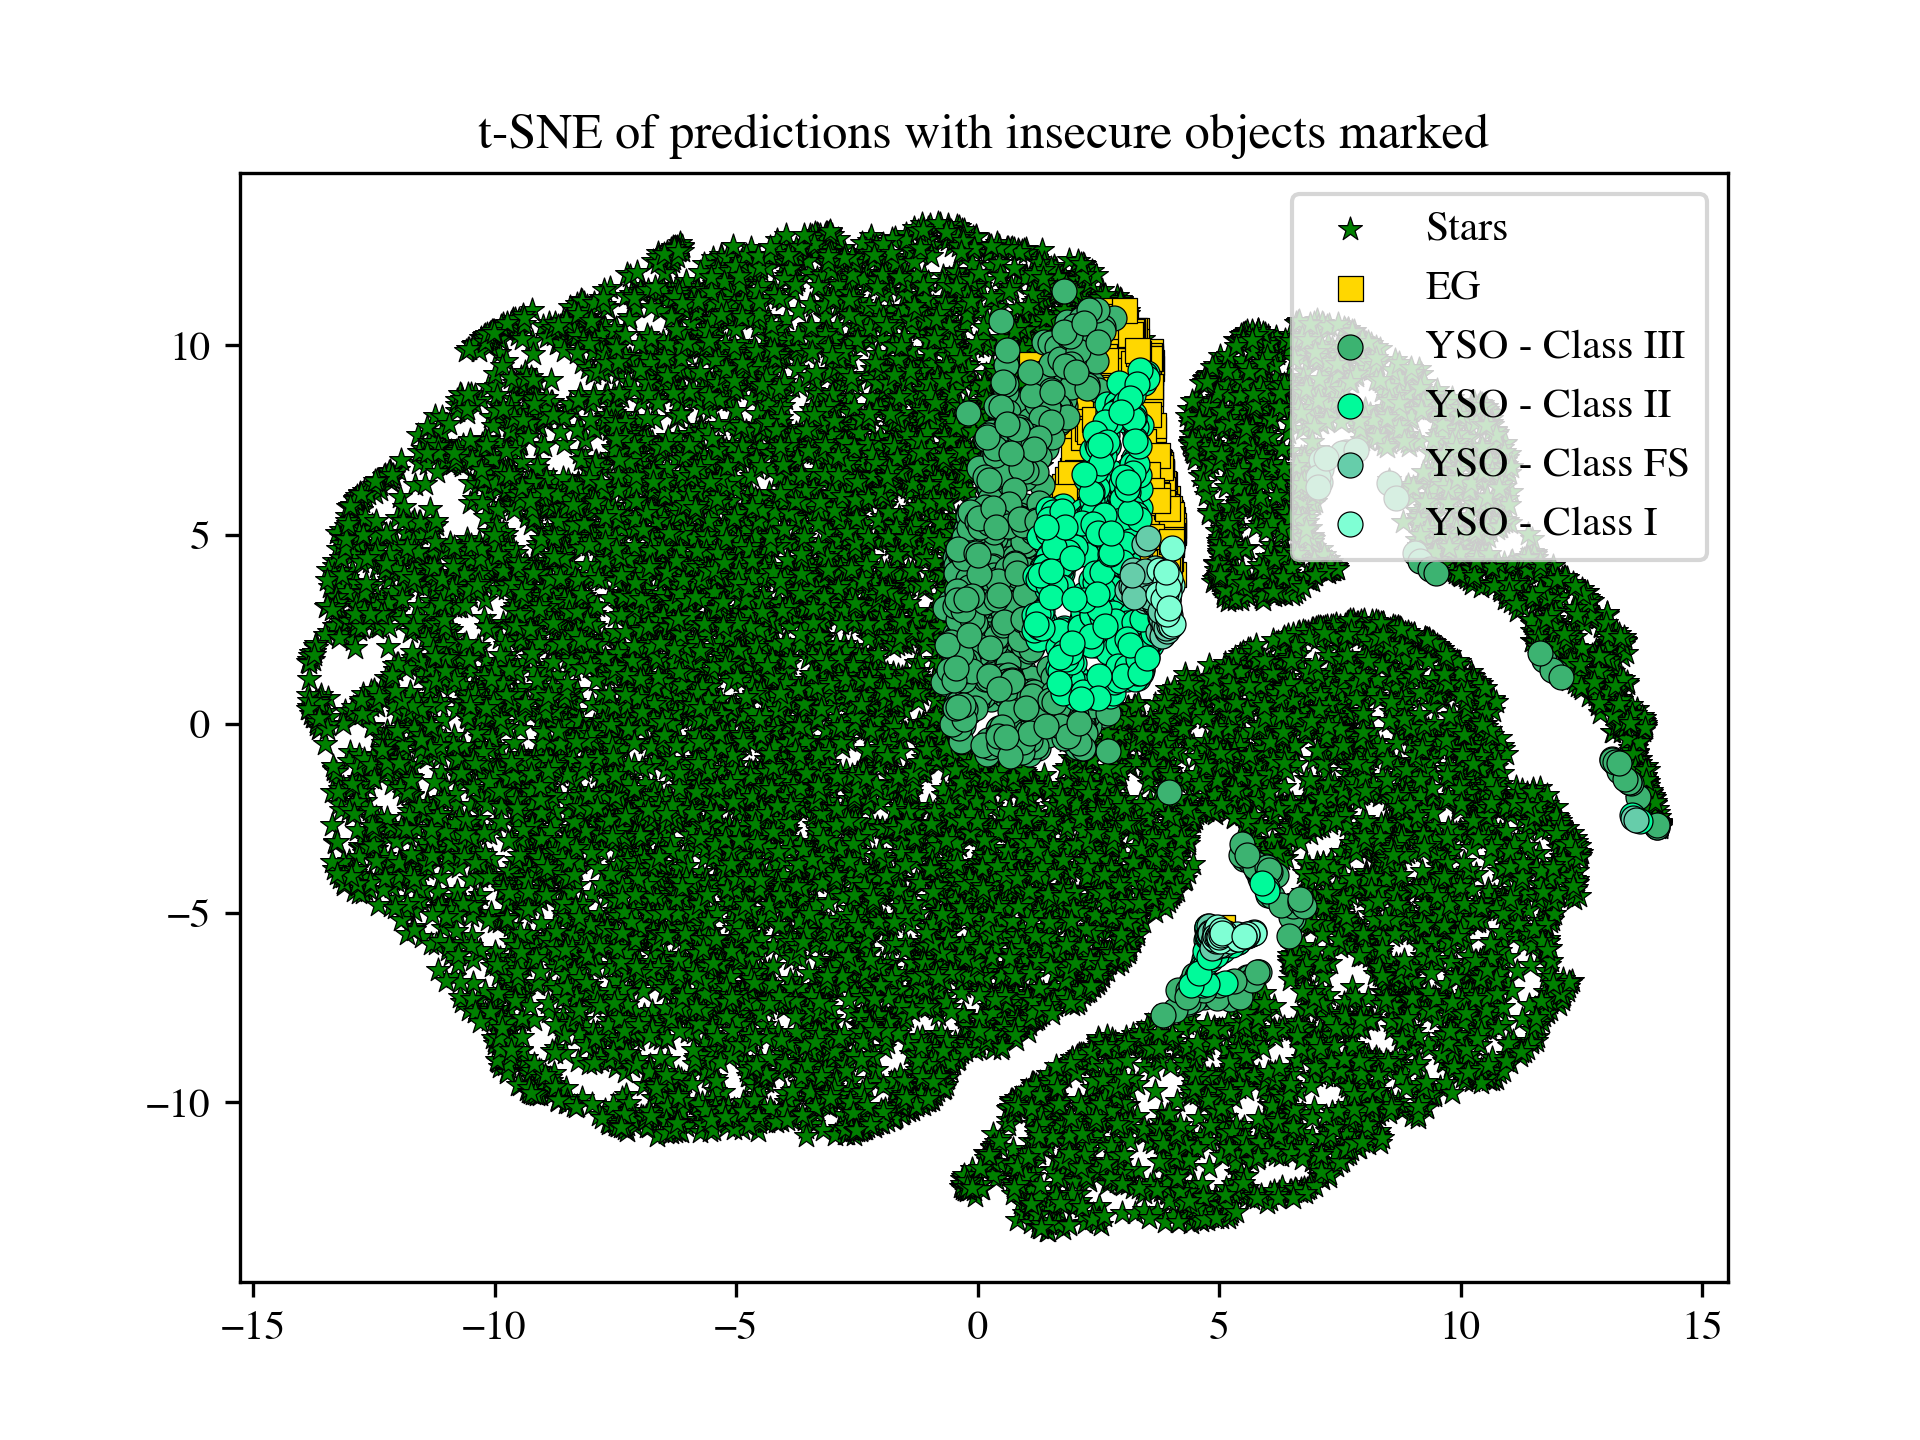 t-SNE of predictions with insecure objects marked
Stars
EG
YSO - Class III
YSO - Class II
YSO - Class FS
YSO - Class I
10
5
0
−5
−10
−15 −10 −5 0 5 10 15